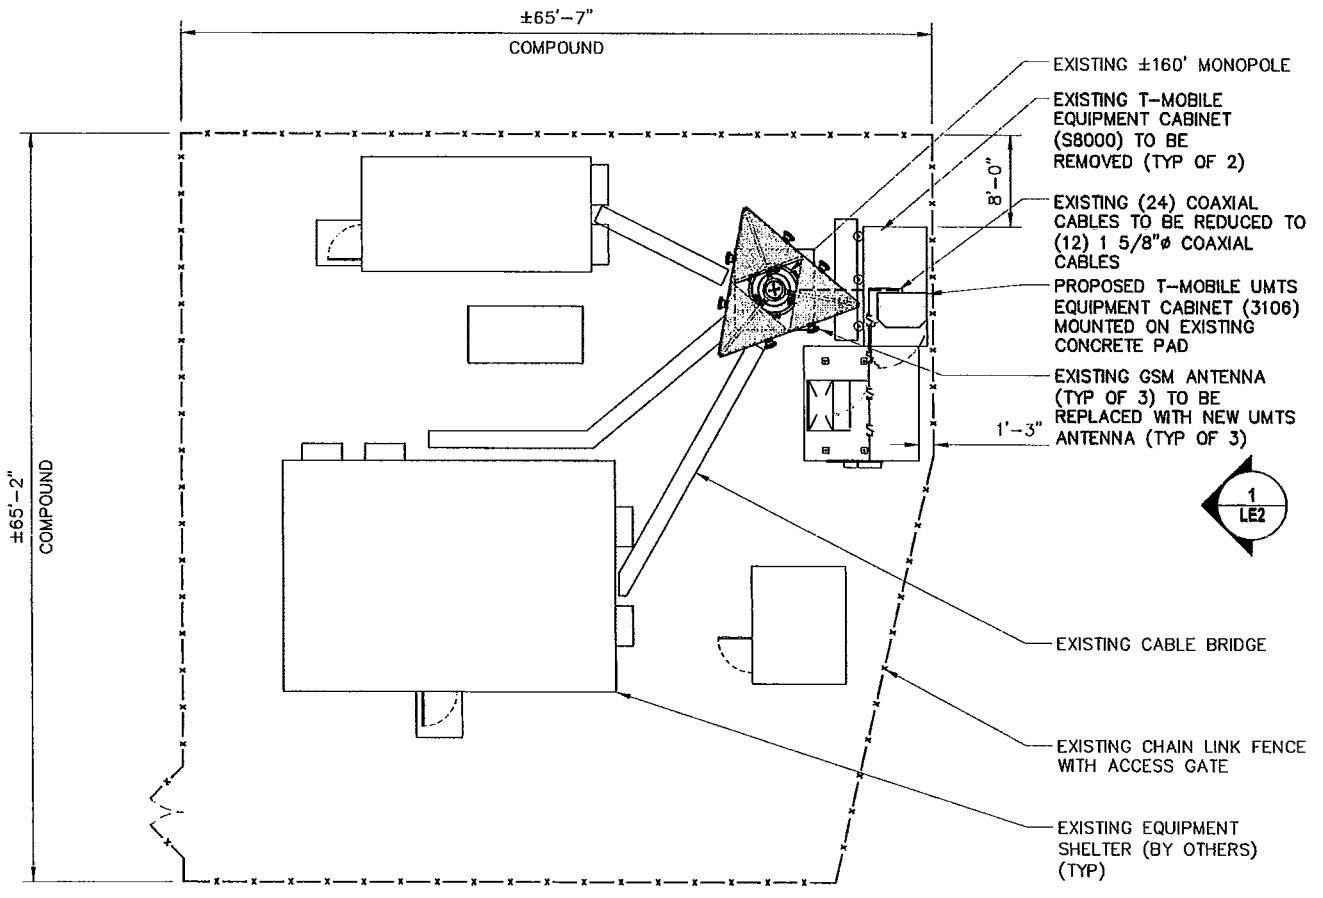 ±65'-7"
COMPOUND
EXISTING ±160' MONOPOLE
EXISTING T-MOBILE
EQUIPMENT CABINET
(S8000) TO BE
REMOVED (TYP OF 2)
8'-0"
EXISTING (24) COAXIAL
CABLES TO BE REDUCED TO
(12) 1 5/8"ø COAXIAL
CABLES
PROPOSED T-MOBILE UMTS
EQUIPMENT CABINET (3106)
MOUNTED ON EXISTING
CONCRETE PAD
EXISTING GSM ANTENNA
(TYP OF 3) TO BE
REPLACED WITH NEW UMTS
ANTENNA (TYP OF 3)
1'-3"
±65'-2"
COMPOUND
1
LE2
EXISTING CABLE BRIDGE
EXISTING CHAIN LINK FENCE
WITH ACCESS GATE
EXISTING EQUIPMENT
SHELTER (BY OTHERS)
(TYP)